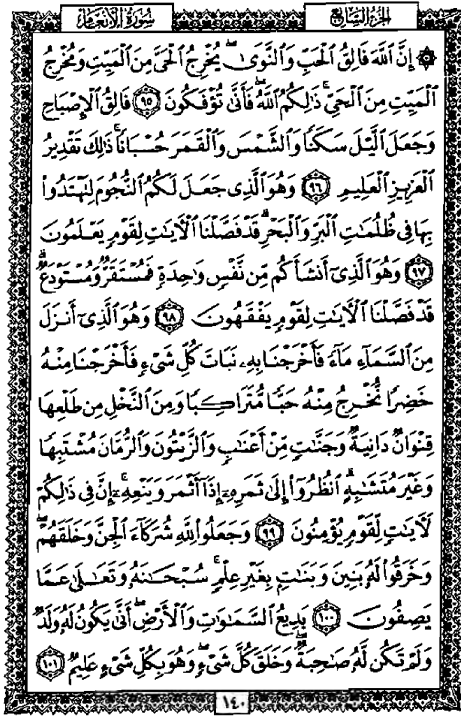 الجزء السابع
سورة الأنعام
۞ إِنَّ ٱللَّهَ فَالِقُ ٱلْحَبِّ وَٱلنَّوَىٰ ۖ يُخْرِجُ ٱلْحَىَّ مِنَ ٱلْمَيِّتِ وَمُخْرِجُ
ٱلْمَيِّتِ مِنَ ٱلْحَىِّ ۚ ذَٰلِكُمُ ٱللَّهُ ۖ فَأَنَّىٰ تُؤْفَكُونَ ٩٥ فَالِقُ ٱلْإِصْبَاحِ
وَجَعَلَ ٱلَّيْلَ سَكَنًا وَٱلشَّمْسَ وَٱلْقَمَرَ حُسْبَانًا ۚ ذَٰلِكَ تَقْدِيرُ
ٱلْعَزِيزِ ٱلْعَلِيمِ ٩٦ وَهُوَ ٱلَّذِى جَعَلَ لَكُمُ ٱلنُّجُومَ لِتَهْتَدُوا۟
بِهَا فِى ظُلُمَٰتِ ٱلْبَرِّ وَٱلْبَحْرِ ۗ قَدْ فَصَّلْنَا ٱلْءَايَٰتِ لِقَوْمٍ يَعْلَمُونَ
٩٧ وَهُوَ ٱلَّذِىٓ أَنشَأَكُم مِّن نَّفْسٍ وَٰحِدَةٍ فَمُسْتَقَرٌّ وَمُسْتَوْدَعٌ ۗ
قَدْ فَصَّلْنَا ٱلْءَايَٰتِ لِقَوْمٍ يَفْقَهُونَ ٩٨ وَهُوَ ٱلَّذِىٓ أَنزَلَ
مِنَ ٱلسَّمَآءِ مَآءً فَأَخْرَجْنَا بِهِۦ نَبَاتَ كُلِّ شَىْءٍ فَأَخْرَجْنَا مِنْهُ
خَضِرًا نُّخْرِجُ مِنْهُ حَبًّا مُّتَرَاكِبًا وَمِنَ ٱلنَّخْلِ مِن طَلْعِهَا
قِنْوَانٌ دَانِيَةٌ وَجَنَّٰتٍ مِّنْ أَعْنَابٍ وَٱلزَّيْتُونَ وَٱلرُّمَّانَ مُشْتَبِهًا
وَغَيْرَ مُتَشَٰبِهٍ ۗ ٱنظُرُوٓا۟ إِلَىٰ ثَمَرِهِۦٓ إِذَآ أَثْمَرَ وَيَنْعِهِۦٓ ۚ إِنَّ فِى ذَٰلِكُمْ
لَءَايَٰتٍ لِّقَوْمٍ يُؤْمِنُونَ ٩٩ وَجَعَلُوا۟ لِلَّهِ شُرَكَآءَ ٱلْجِنَّ وَخَلَقَهُمْ ۖ
وَخَرَقُوا۟ لَهُۥ بَنِينَ وَبَنَٰتٍۭ بِغَيْرِ عِلْمٍ ۚ سُبْحَٰنَهُۥ وَتَعَٰلَىٰ عَمَّا
يَصِفُونَ ١٠٠ بَدِيعُ ٱلسَّمَٰوَٰتِ وَٱلْأَرْضِ ۖ أَنَّىٰ يَكُونُ لَهُۥ وَلَدٌ
وَلَمْ تَكُن لَّهُۥ صَٰحِبَةٌ ۖ وَخَلَقَ كُلَّ شَىْءٍ ۖ وَهُوَ بِكُلِّ شَىْءٍ عَلِيمٌ ١٠١
١٤٠